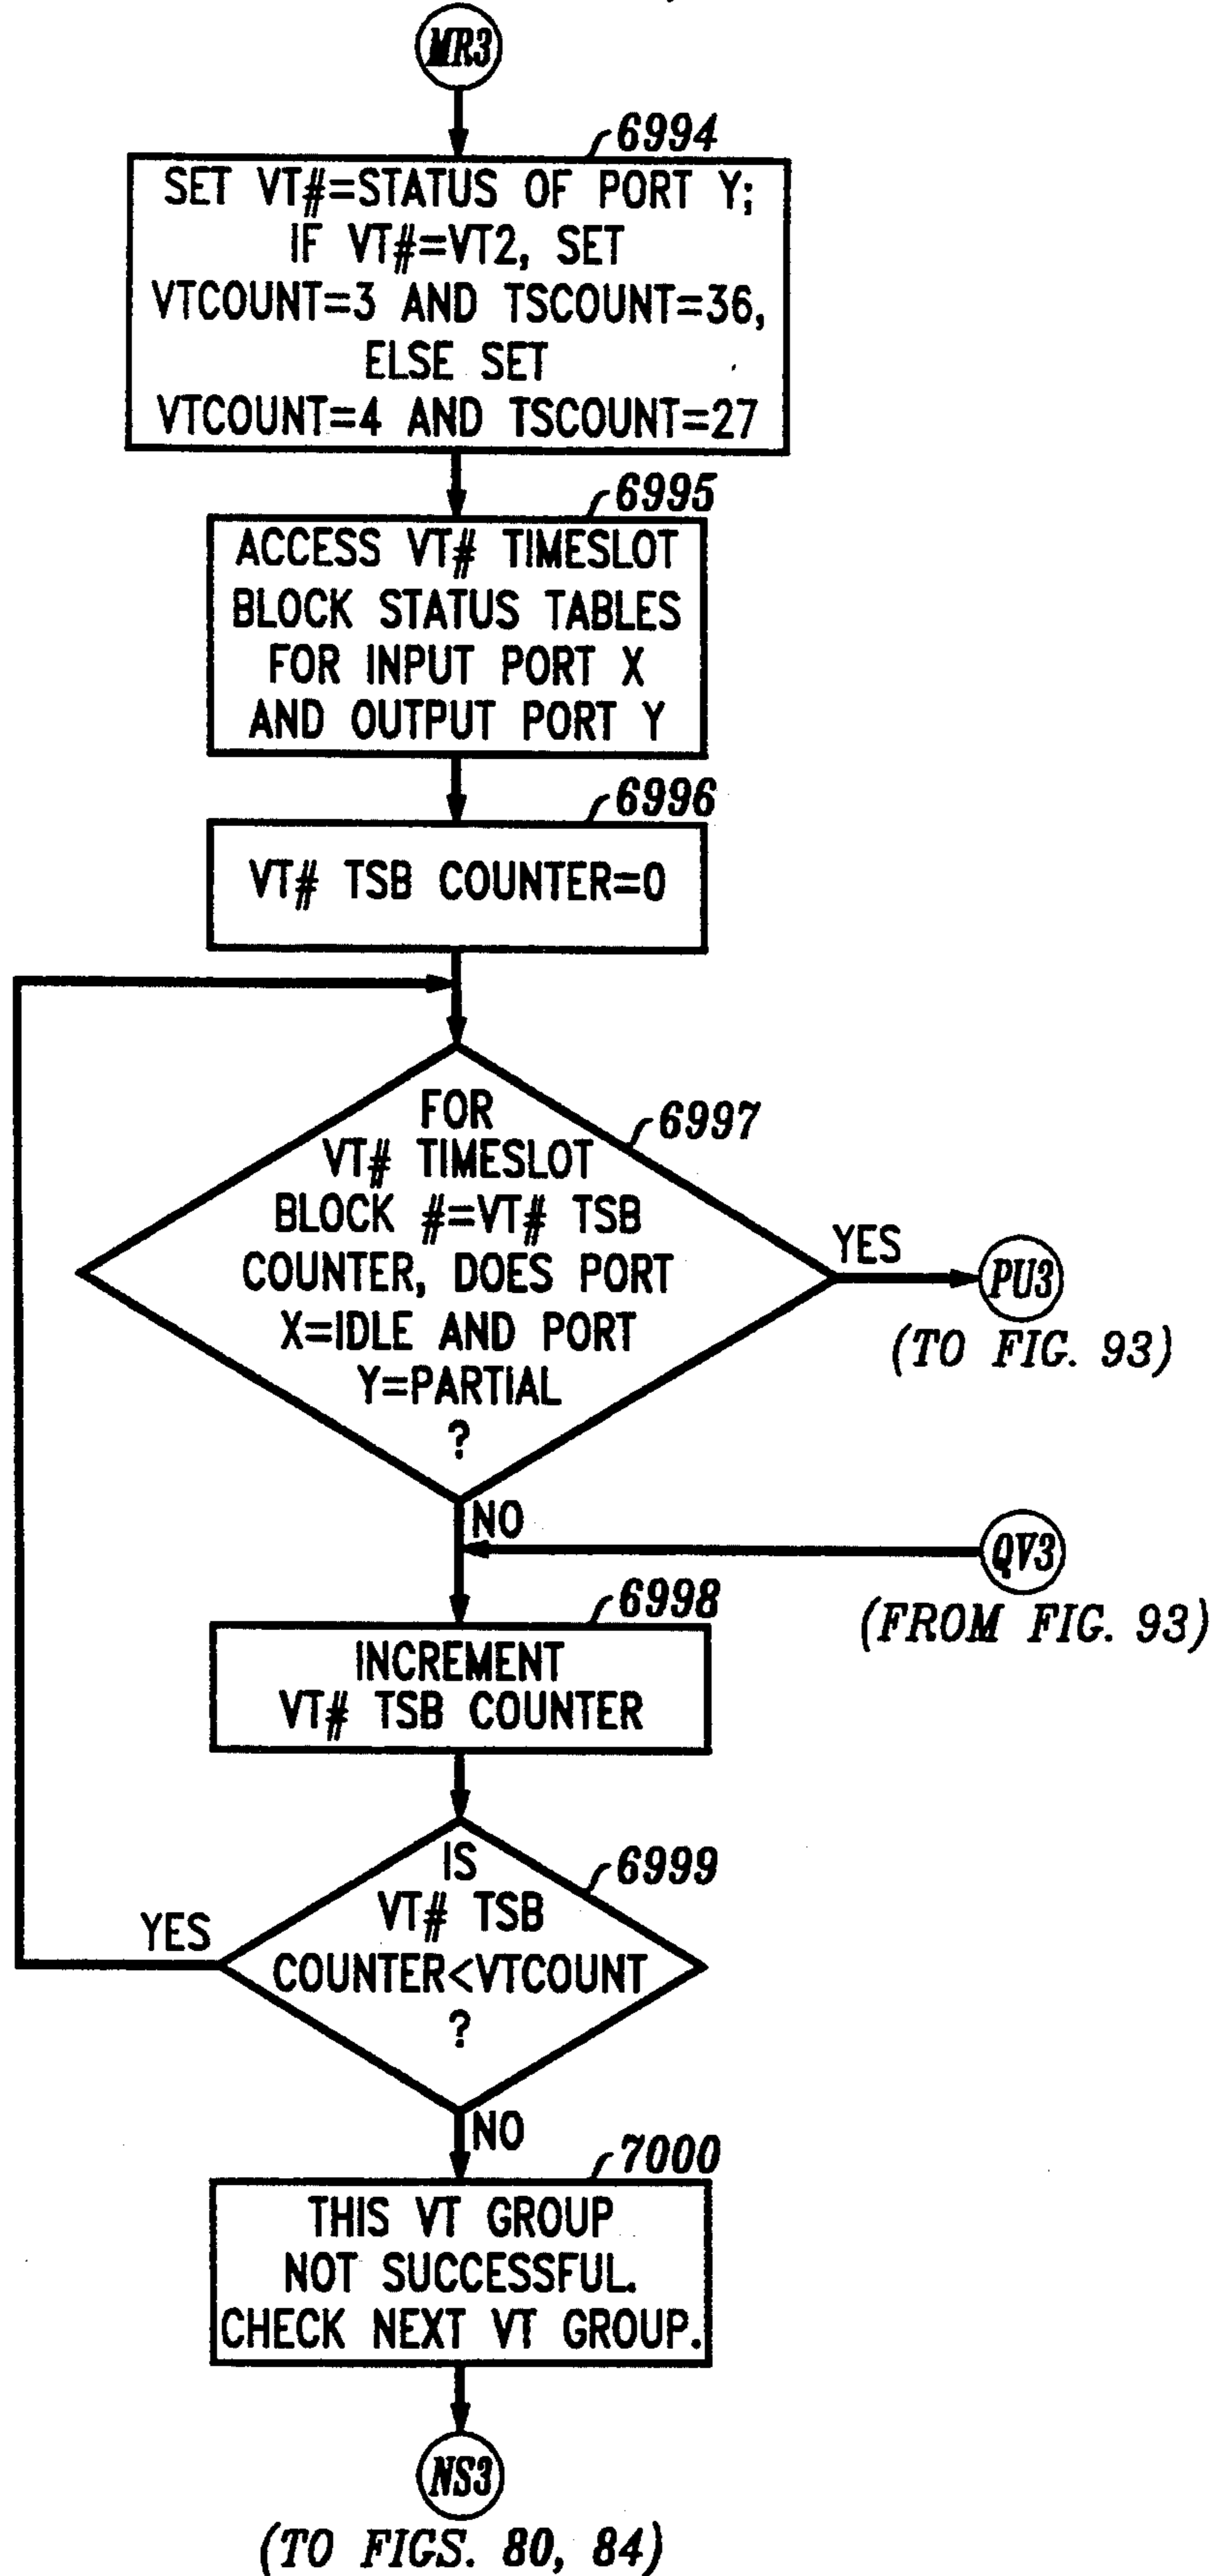 MR3
6994
SET VT#=STATUS OF PORT Y;
IF VT#=VT2, SET
VTCOUNT=3 AND TSCOUNT=36,
ELSE SET
VTCOUNT=4 AND TSCOUNT=27
6995
ACCESS VT# TIMESLOT
BLOCK STATUS TABLES
FOR INPUT PORT X
AND OUTPUT PORT Y
6996
VT# TSB COUNTER=0
6997
FOR
VT# TIMESLOT
BLOCK #=VT# TSB
COUNTER, DOES PORT
X=IDLE AND PORT
Y=PARTIAL
?
YES
PU3
(TO FIG. 93)
NO
QV3
(FROM FIG. 93)
6998
INCREMENT
VT# TSB COUNTER
6999
IS
VT# TSB
COUNTER<VTCOUNT
?
YES
NO
7000
THIS VT GROUP
NOT SUCCESSFUL.
CHECK NEXT VT GROUP.
NS3
(TO FIGS. 80, 84)